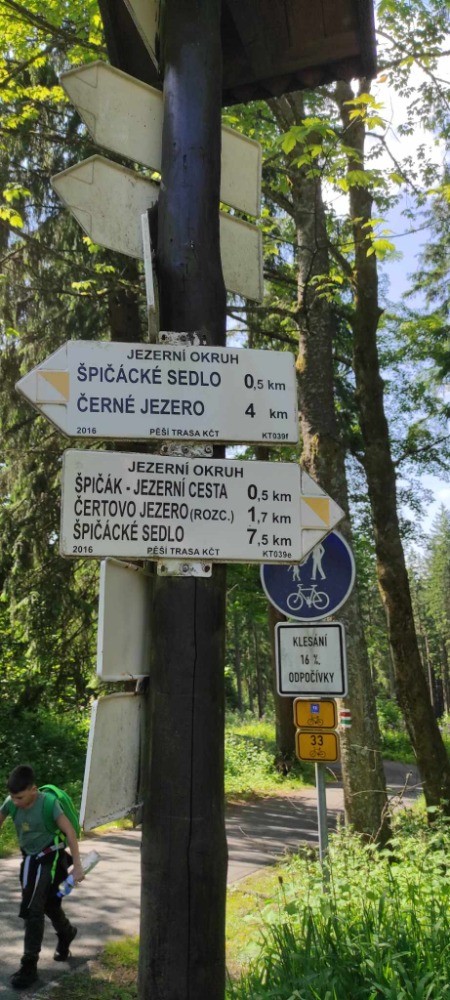 JEZERNÍ OKRUH
ŠPIČÁCKÉ SEDLO 0,5 km
ČERNÉ JEZERO 4 km
2016 PĚŠÍ TRASA KČT KT039f
JEZERNÍ OKRUH
ŠPIČÁK - JEZERNÍ CESTA 0,5 km
ČERTOVO JEZERO (ROZC.) 1,7 km
ŠPIČÁCKÉ SEDLO 7,5 km
2016 PĚŠÍ TRASA KČT KT039e
KLESÁNÍ
16 %
ODPOČÍVKY
33